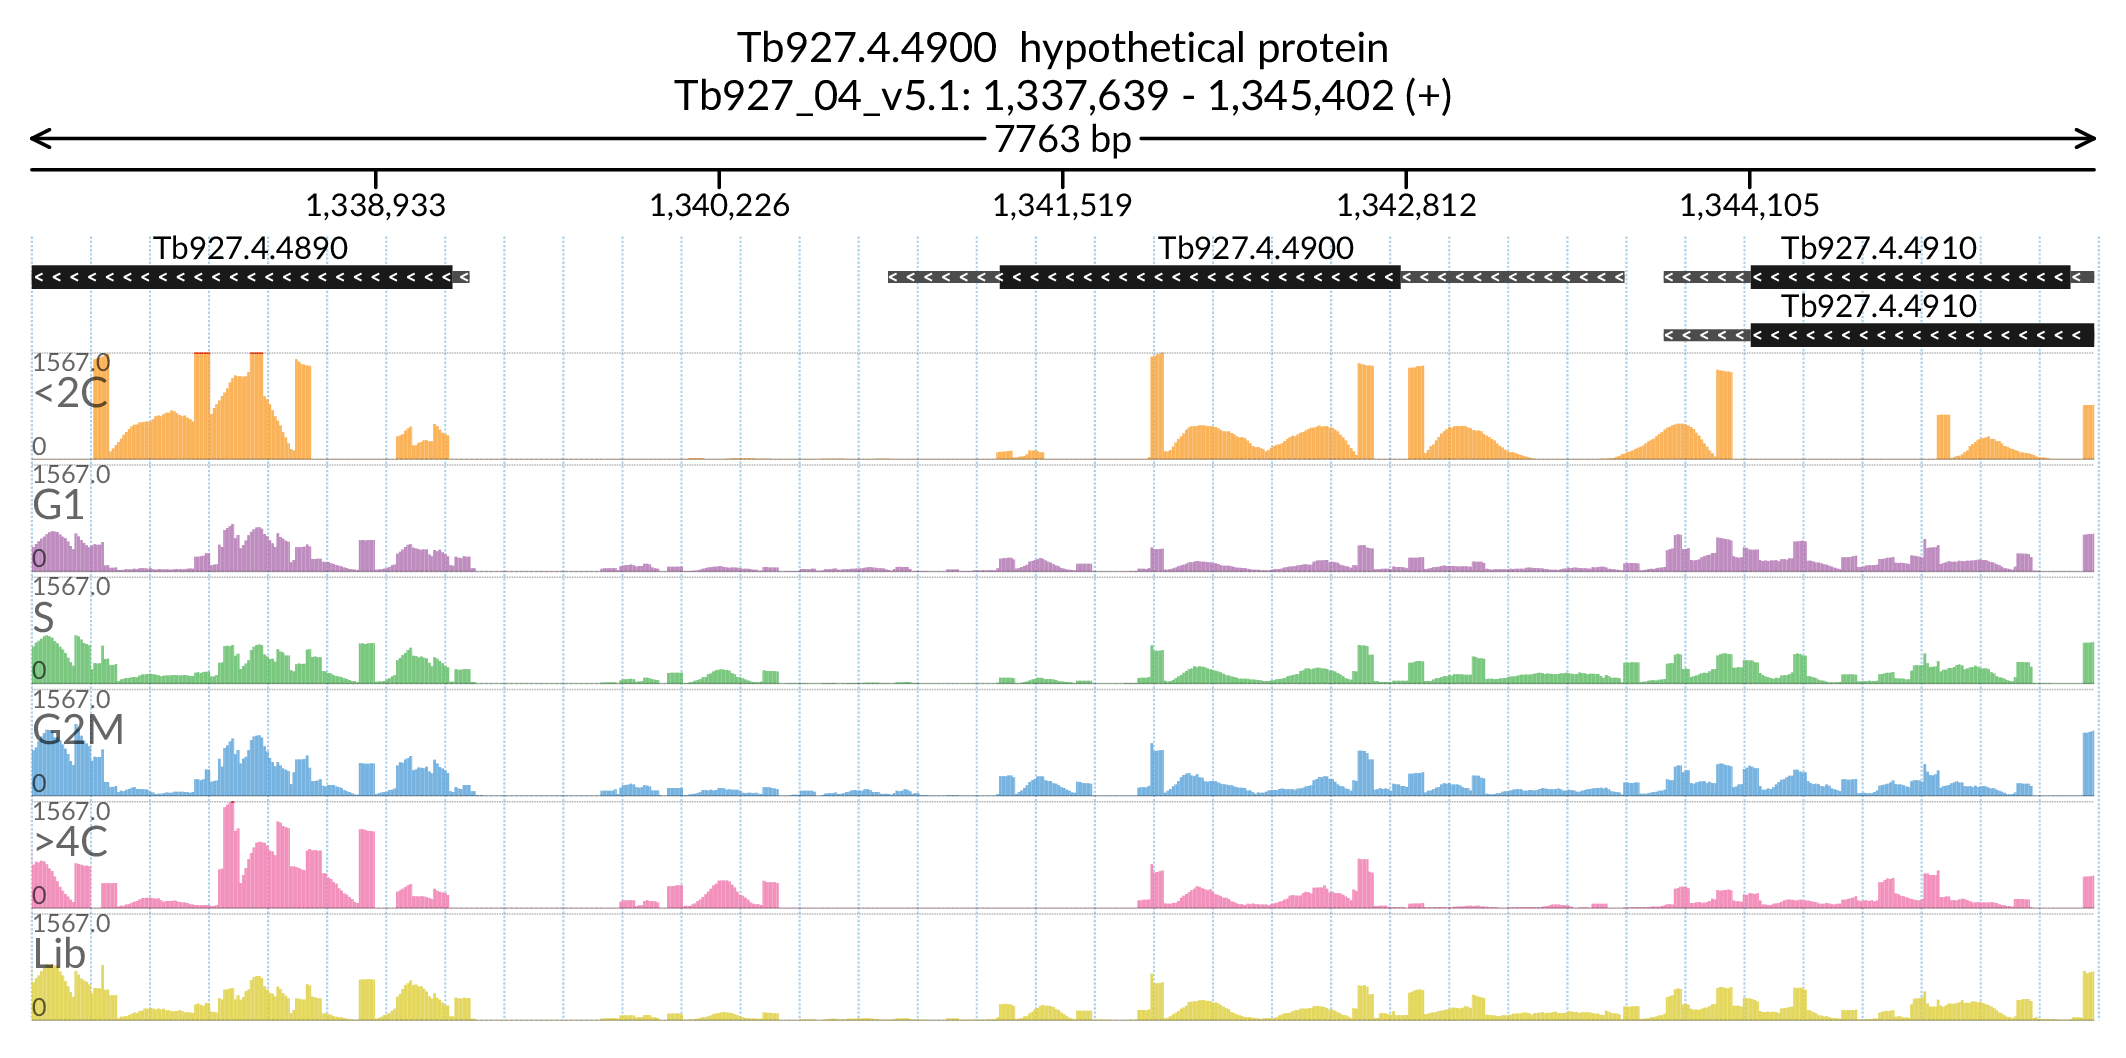 Tb927.4.4900 hypothetical protein
Tb927_04_v5.1: 1,337,639 - 1,345,402 (+)
7763 bp
1,338,933 1,340,226 1,341,519 1,342,812 1,344,105
Tb927.4.4890 Tb927.4.4900 Tb927.4.4910
Tb927.4.4910
1567.0
<2C
0
1567.0
G1
0
1567.0
S
0
1567.0
G2M
0
1567.0
>4C
0
1567.0
Lib
0